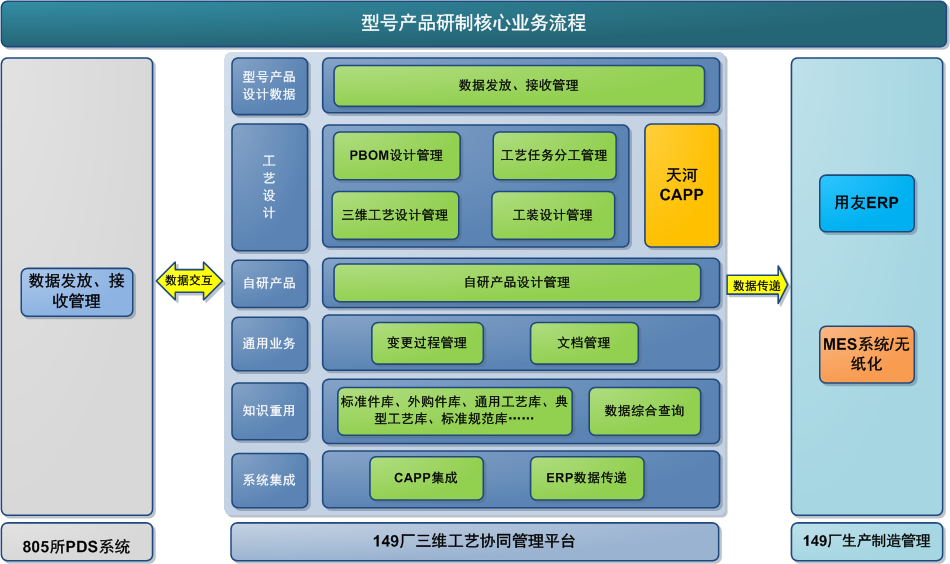 型号产品研制核心业务流程
数据发放、接
收管理
805所PDS系统
数据交互
型号产品
设计数据
数据发放、接收管理
工
艺
设
计
PBOM设计管理
工艺任务分工管理
三维工艺设计管理
工装设计管理
天河
CAPP
自研产品
自研产品设计管理
通用业务
变更过程管理
文档管理
知识重用
标准件库、外购件库、通用工艺库、典
型工艺库、标准规范库……
数据综合查询
系统集成
CAPP集成
ERP数据传递
149厂三维工艺协同管理平台
数据传递
用友ERP
MES系统/无
纸化
149厂生产制造管理